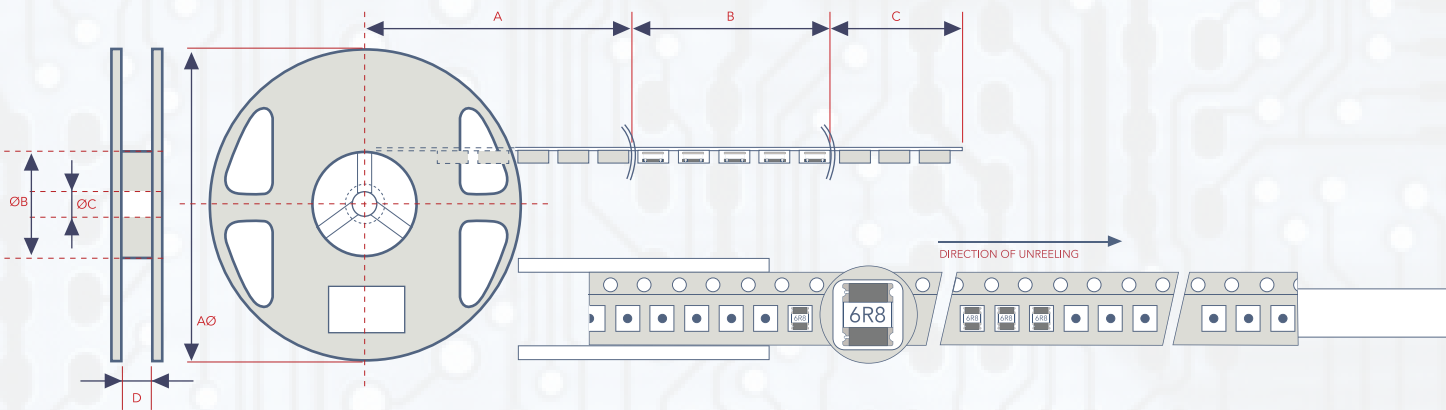 A
B
C
ØB
ØC
AØ
D
DIRECTION OF UNREELING
6R8
6R8
6R8
6R8
6R8